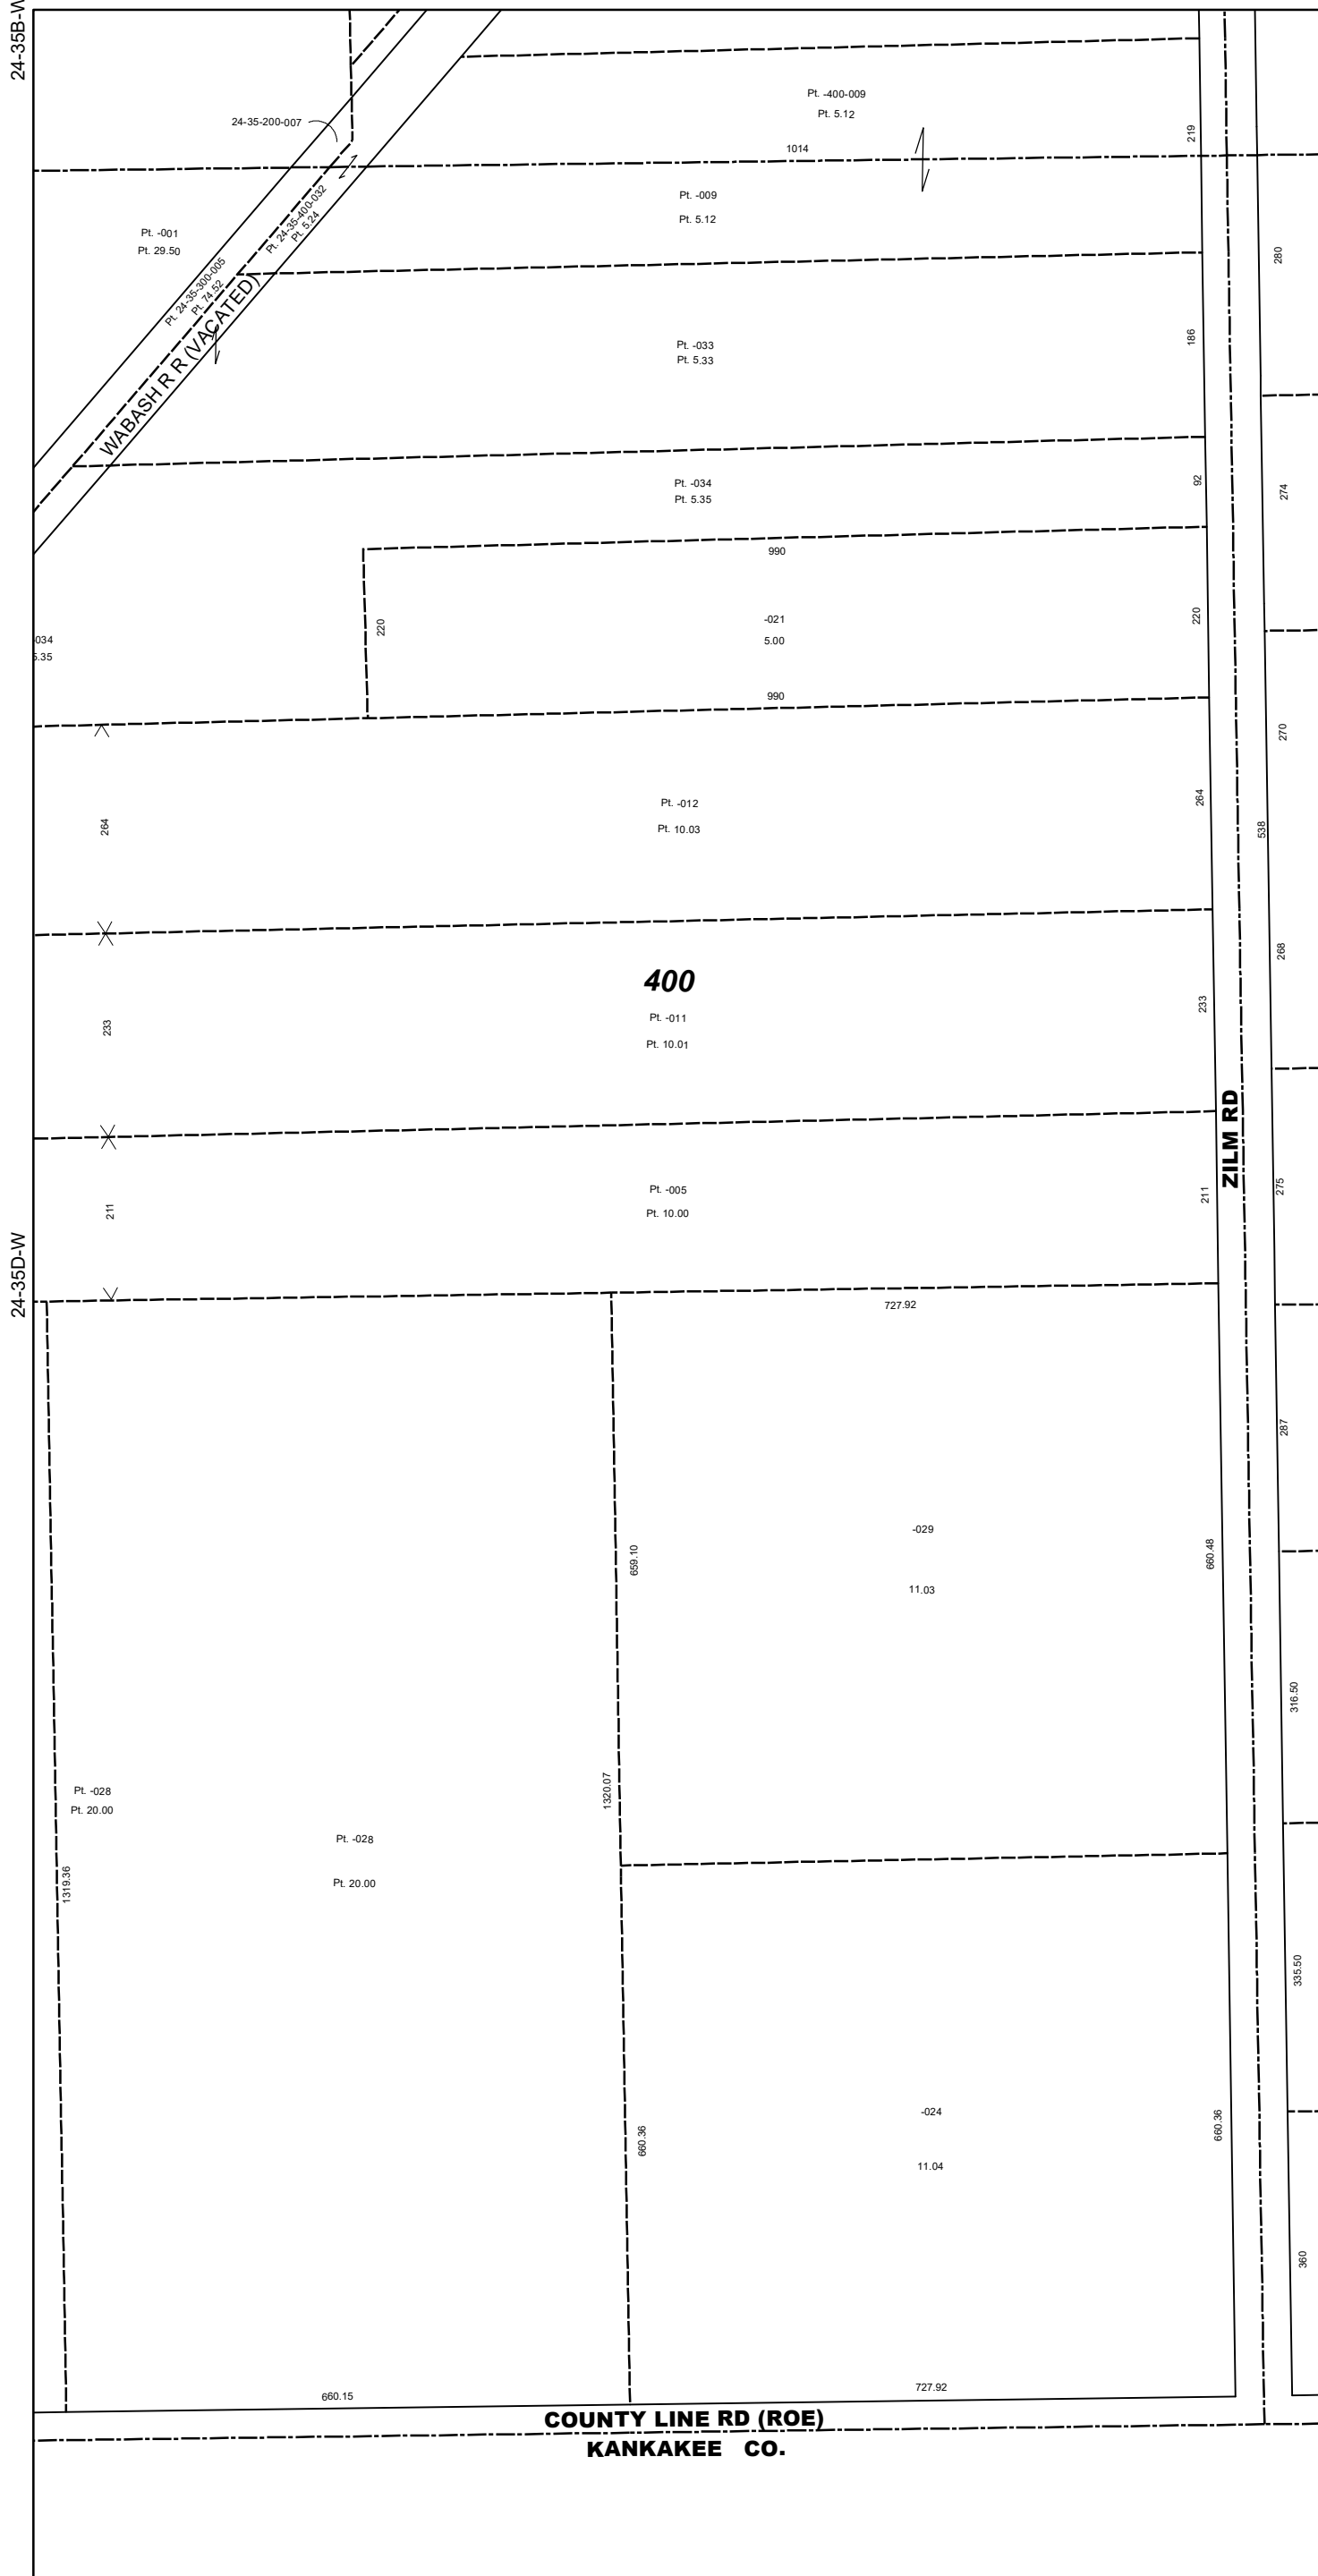 24-35B-W
Pt. -400-009
Pt. 5.12
24-35-200-007
219
1014
Pt. -009
Pt. 5.12
Pt. 24-35-400-032
Pt. 5.24
Pt. -001
Pt. 29.50
280
Pt. 24-35-300-005
Pt. 74.52
WABASH R R (VACATED)
Pt. -033
Pt. 5.33
186
Pt. -034
Pt. 5.35
92
274
990
-021
5.00
220
220
034
5.35
990
270
Pt. -012
Pt. 10.03
264
264
538
400
268
Pt. -011
Pt. 10.01
233
233
ZILM RD
Pt. -005
Pt. 10.00
211
211
275
24-35D-W
727.92
287
-029
11.03
659.10
660.48
316.50
1320.07
Pt. -028
Pt. 20.00
Pt. -028
Pt. 20.00
1319.36
335.50
-024
11.04
660.36
660.36
360
660.15
727.92
COUNTY LINE RD (ROE)
KANKAKEE CO.